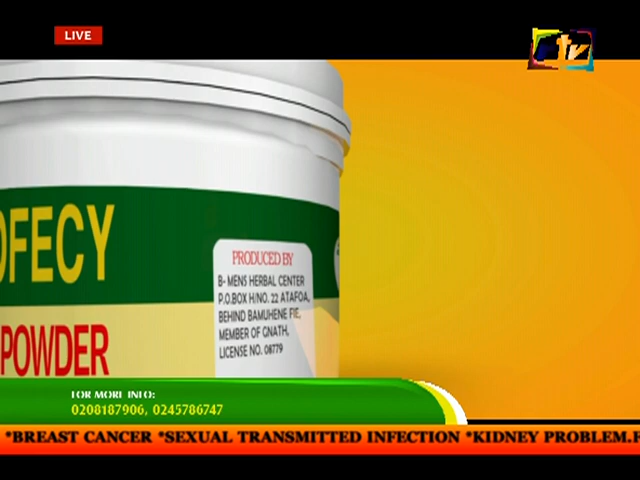 LIVE
tv
OFECY
POWDER
PRODUCED BY
B- MENS HERBAL CENTER
P.O.BOX H/NO. 22 ATAFOA,
BEHIND BAMUHENE FIE,
MEMBER OF GNATH,
LICENSE NO. 08779
FOR MORE INFO:
0208187906, 0245786747
*BREAST CANCER *SEXUAL TRANSMITTED INFECTION *KIDNEY PROBLEM.F